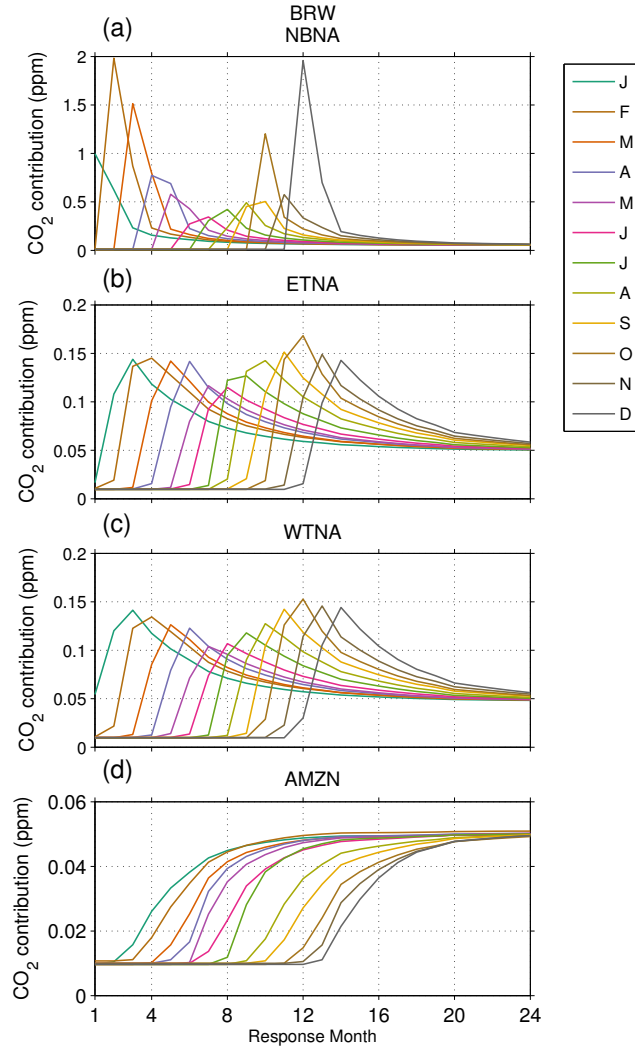 BRW
(a)
NBNA
CO2 contribution (ppm)
2
1.5
1
0.5
0
(b)
ETNA
CO2 contribution (ppm)
0.2
0.15
0.1
0.05
0
(c)
WTNA
CO2 contribution (ppm)
0.2
0.15
0.1
0.05
0
(d)
AMZN
CO2 contribution (ppm)
0.06
0.04
0.02
0
1 4 8 12 16 20 24
Response Month
J
F
M
A
M
J
J
A
S
O
N
D